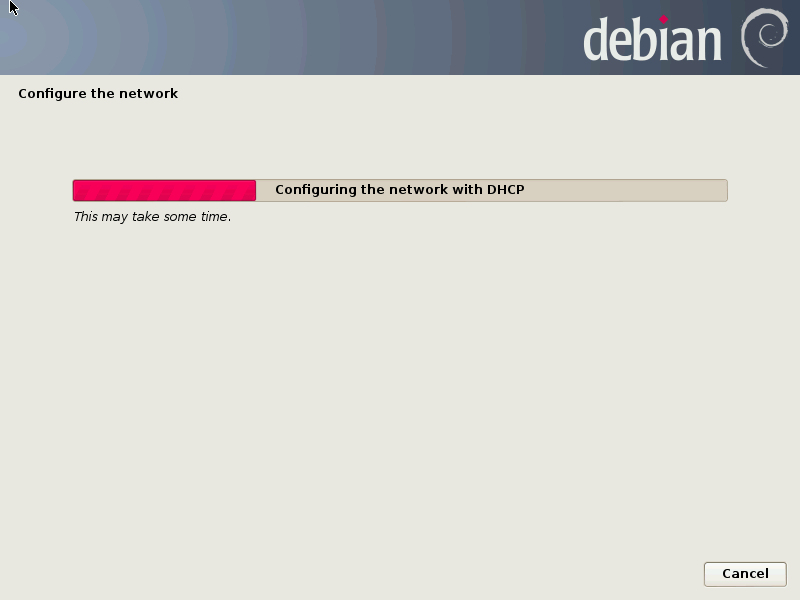 debian
Configure the network
Configuring the network with DHCP
This may take some time.
Cancel